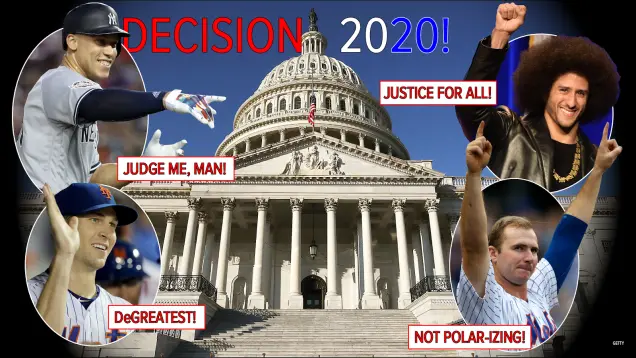 DECISION 2020!
JUSTICE FOR ALL!
JUDGE ME, MAN!
DeGREATEST!
NOT POLAR-IZING!
GETTY